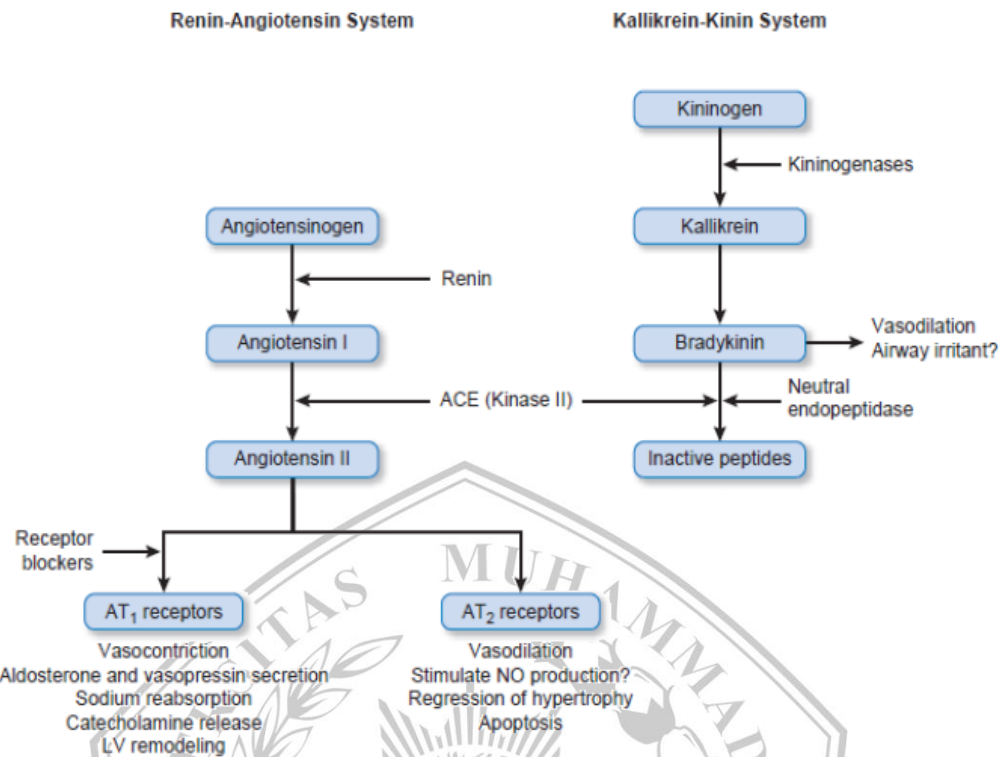 Renin-Angiotensin System
Kallikrein-Kinin System
Kininogen
Kininogenases
Angiotensinogen
Kallikrein
Renin
Angiotensin I
Bradykinin
Vasodilation
Airway irritant?
ACE (Kinase II)
Neutral
endopeptidase
Angiotensin II
Inactive peptides
Receptor
blockers
AT1 receptors
AT2 receptors
Vasocontriction
Aldosterone and vasopressin secretion
Sodium reabsorption
Catecholamine release
LV remodeling
Vasodilation
Stimulate NO production?
Regression of hypertrophy
Apoptosis
SITAS MUHAMMAD